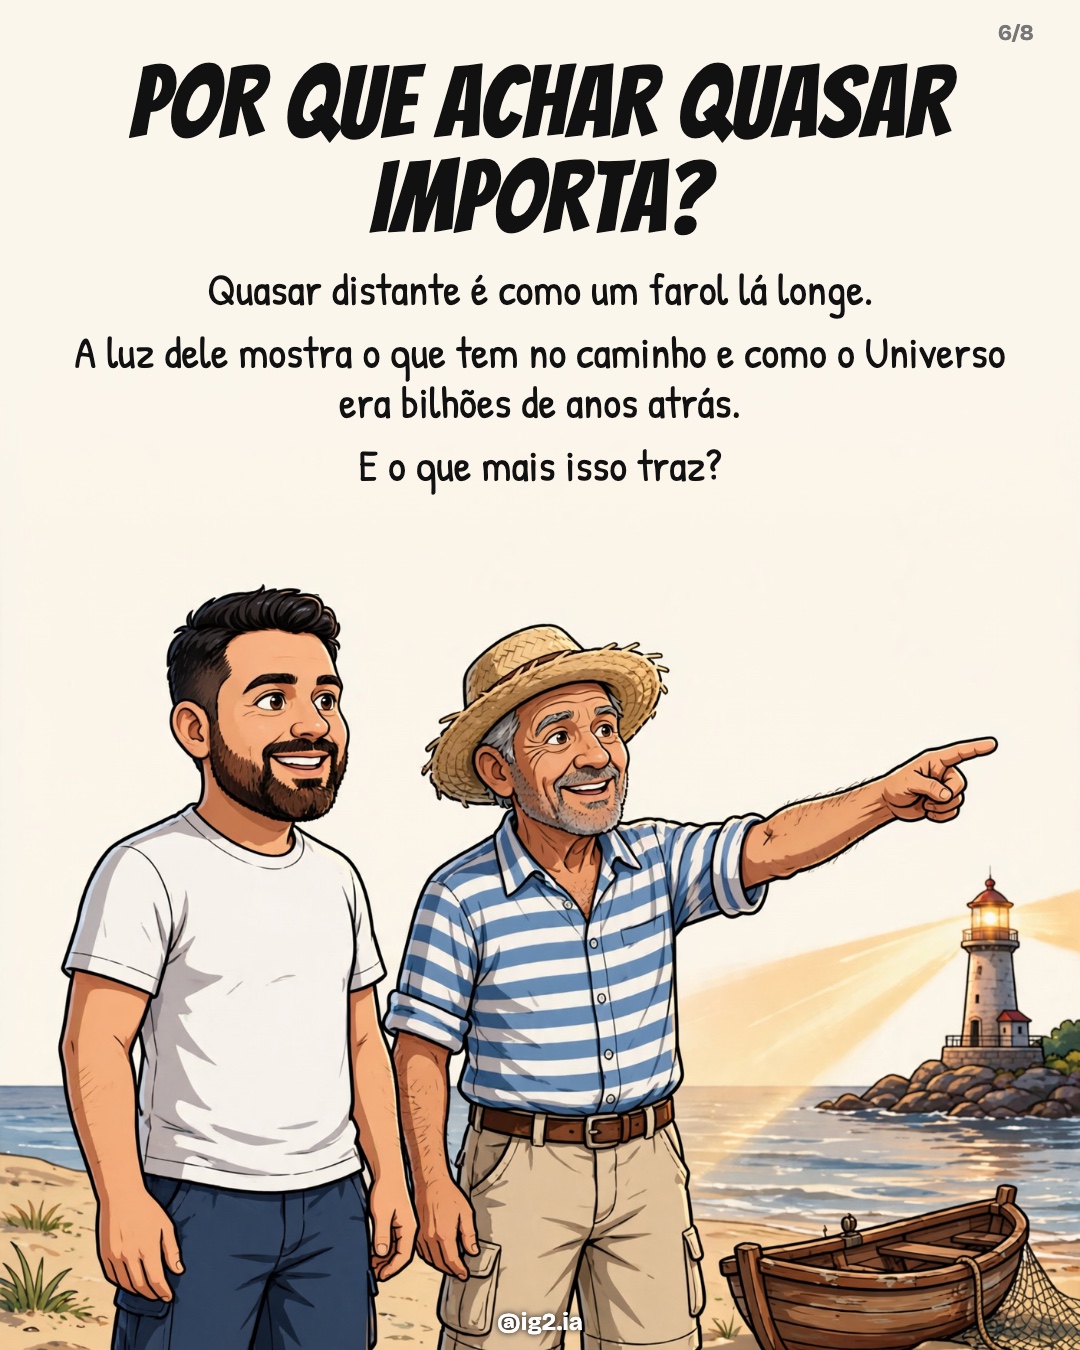 6/8
POR QUE ACHAR QUASAR
IMPORTA?
Quasar distante é como um farol lá longe.
A luz dele mostra o que tem no caminho e como o Universo
era bilhões de anos atrás.
E o que mais isso traz?
@ig2.ia